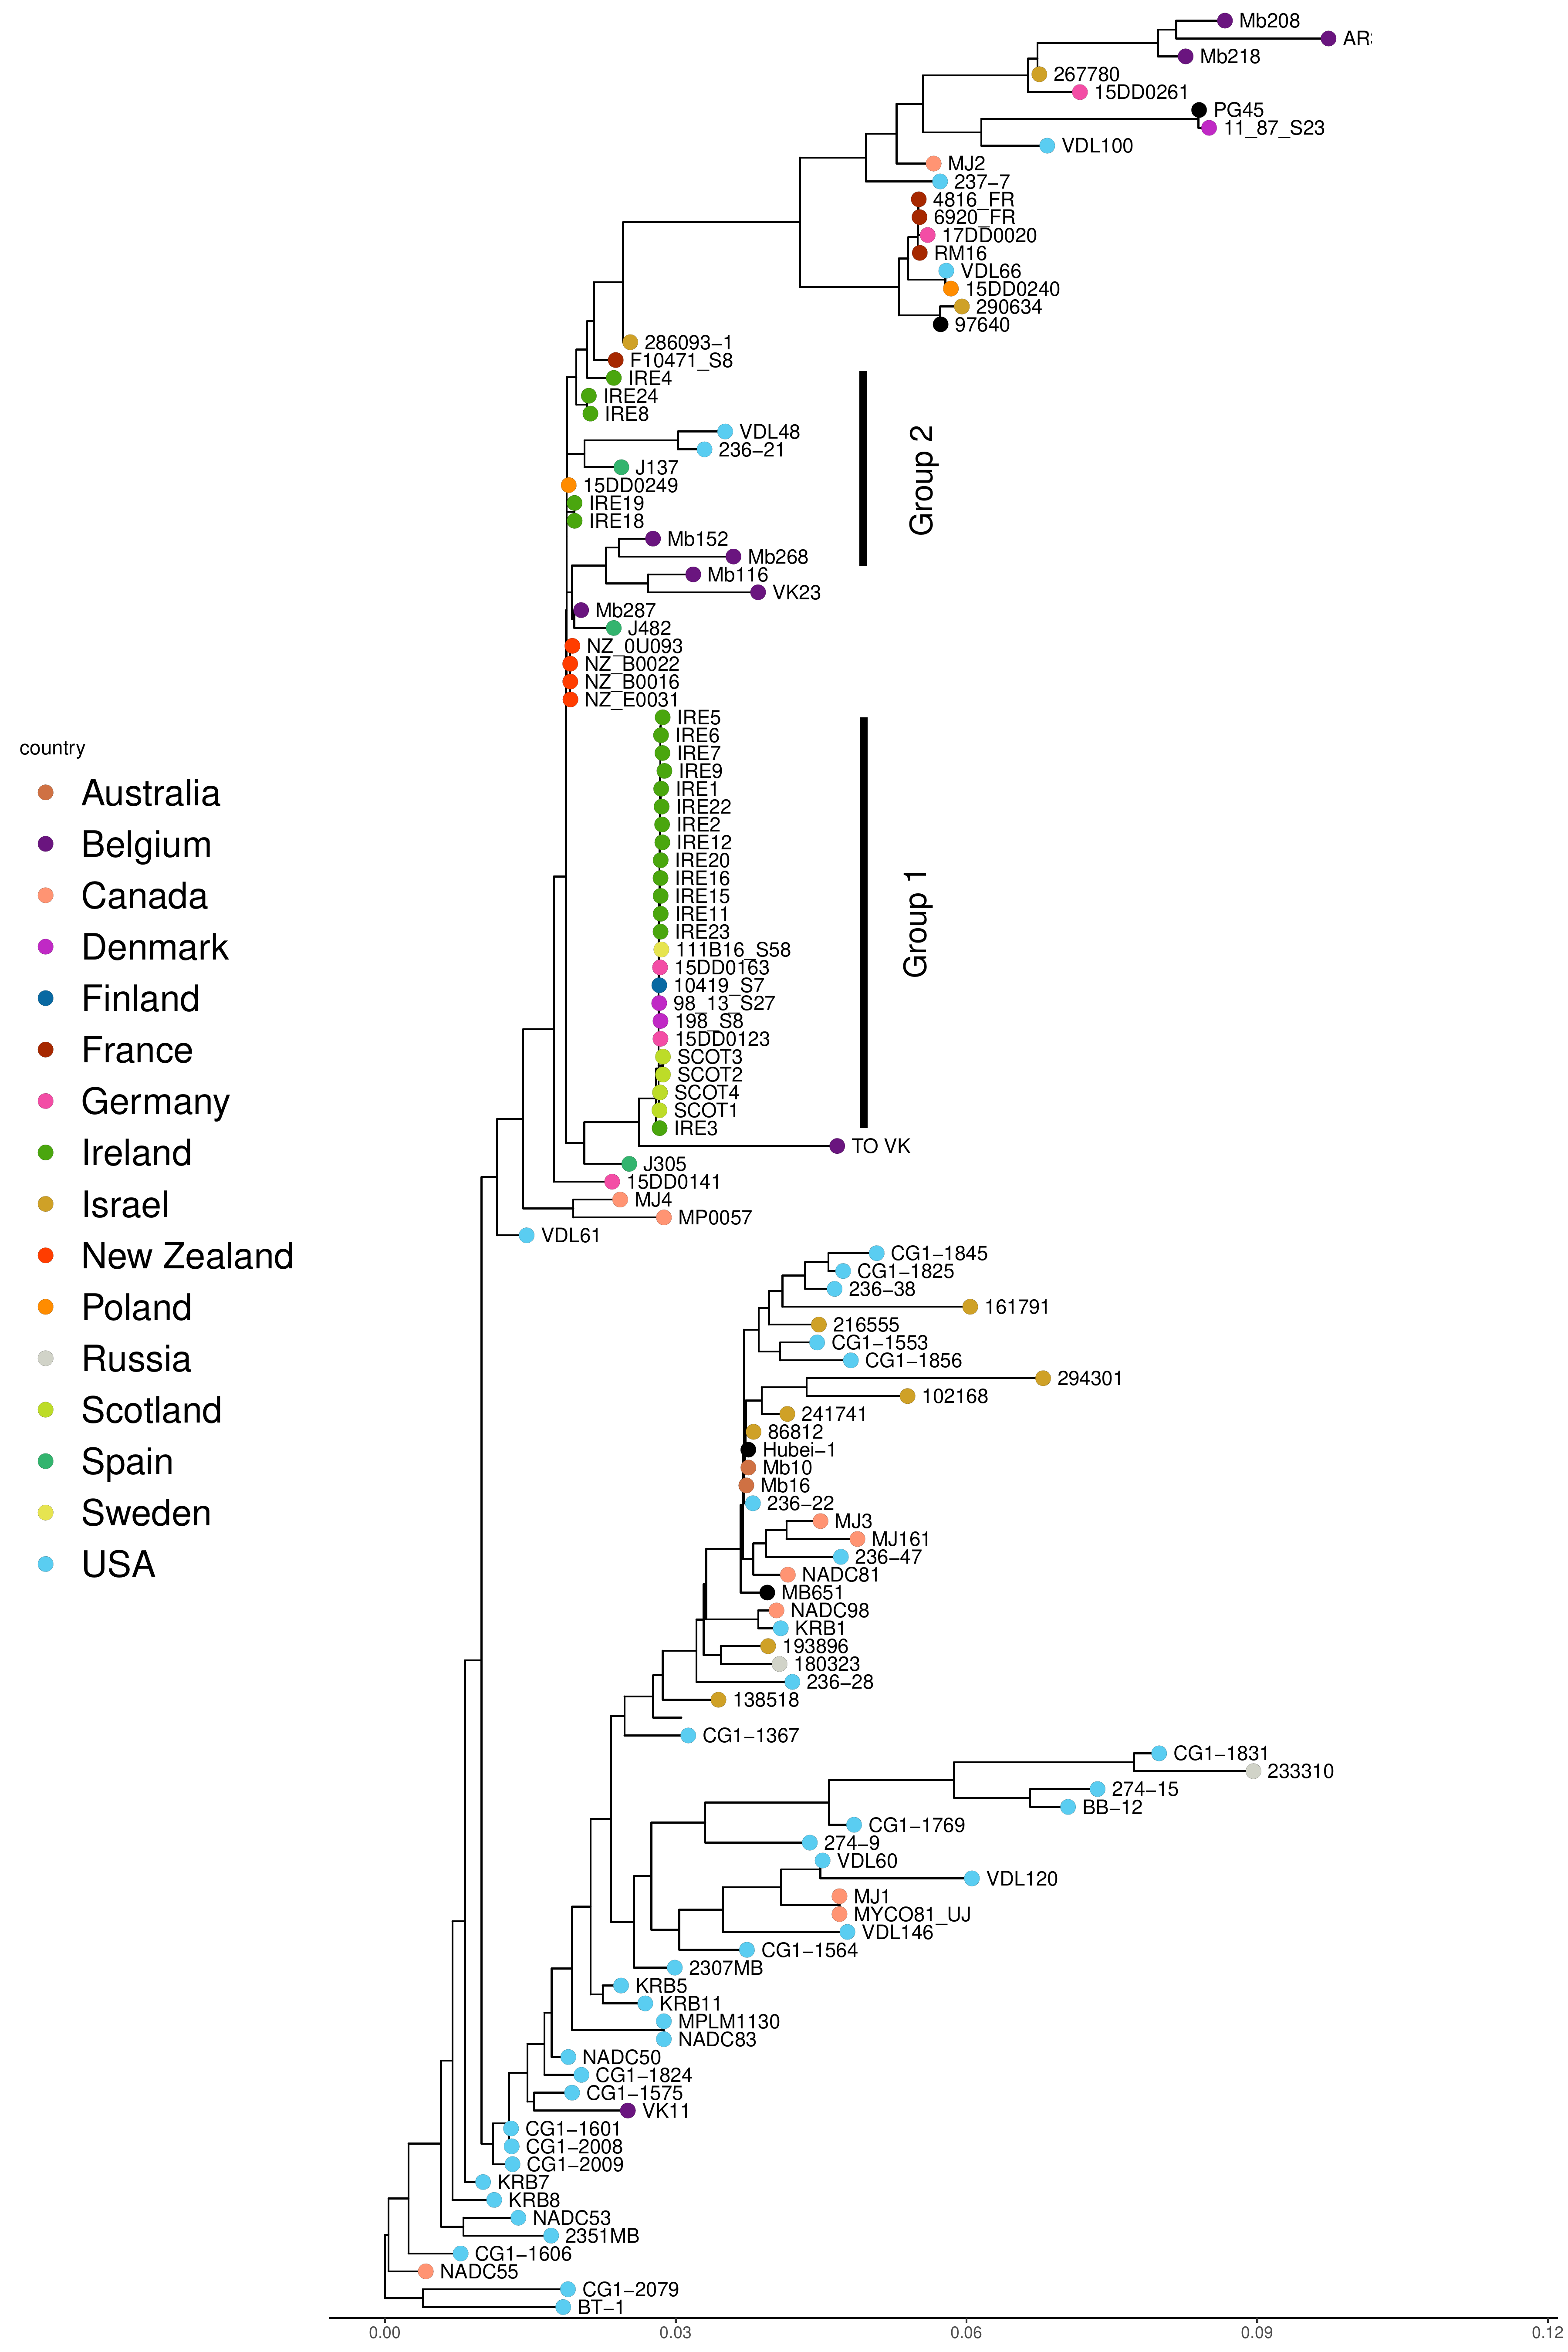 Mb208
Mb218
267780
15DD0261
PG45
11_87_S23
VDL100
MJ2
237−7
4816_FR
6920_FR
17DD0020
RM16
VDL66
15DD0240
290634
97640
286093−1
F10471_S8
IRE4
IRE24
IRE8
VDL48
236−21
J137
15DD0249
IRE19
IRE18
Mb152
Mb268
Mb116
VK23
Mb287
J482
NZ_0U093
NZ_B0022
NZ_B0016
NZ_E0031
IRE5
IRE6
IRE7
IRE9
IRE1
IRE22
IRE2
IRE12
IRE20
IRE16
IRE15
IRE11
IRE23
111B16_S58
15DD0163
10419_S7
98_13_S27
198_S8
15DD0123
SCOT3
SCOT2
SCOT4
SCOT1
IRE3
TO VK
J305
15DD0141
MJ4
MP0057
VDL61
CG1−1845
CG1−1825
236−38
161791
216555
CG1−1553
CG1−1856
294301
102168
241741
86812
Hubei−1
Mb10
Mb16
236−22
MJ3
MJ161
236−47
NADC81
MB651
NADC98
KRB1
193896
180323
236−28
138518
CG1−1367
CG1−1831
233310
274−15
BB−12
CG1−1769
274−9
VDL60
VDL120
MJ1
MYCO81_UJ
VDL146
CG1−1564
2307MB
KRB5
KRB11
MPLM1130
NADC83
NADC50
CG1−1824
CG1−1575
VK11
CG1−1601
CG1−2008
CG1−2009
KRB7
KRB8
NADC53
2351MB
CG1−1606
NADC55
CG1−2079
BT−1
Group 2
Group 1
country
Australia
Belgium
Canada
Denmark
Finland
France
Germany
Ireland
Israel
New Zealand
Poland
Russia
Scotland
Spain
Sweden
USA
0.00 0.03 0.06 0.09 0.12